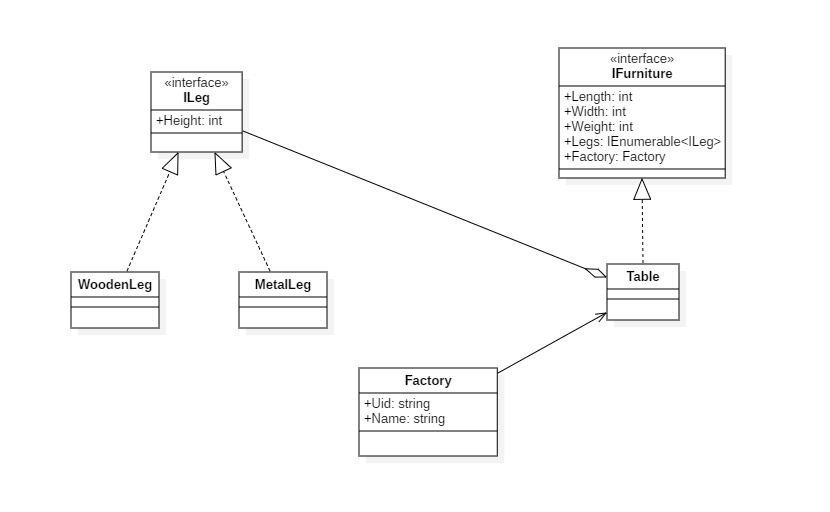 «interface»
ILeg
+Height: int
«interface»
IFurniture
+Length: int
+Width: int
+Weight: int
+Legs: IEnumerable<ILeg>
+Factory: Factory
WoodenLeg
MetalLeg
Table
Factory
+Uid: string
+Name: string